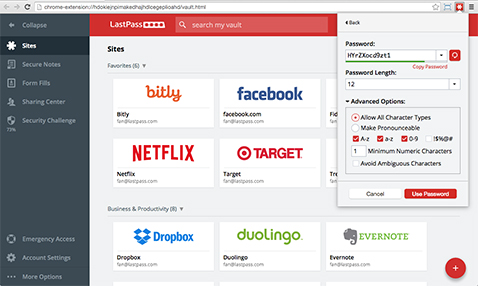 chrome-extension://hdokiejnpimakedhajhdlcegeplioahd/vault.html
Collapse
LastPass
search my vault
Back
Sites
Secure Notes
Form Fills
Sharing Center
Security Challenge
73%
Emergency Access
Account Settings
More Options
Sites
Favorites (6)
bitly
Bitly
fan@lastpass.com
facebook.com
facebook.com
fan@lastpass.com
NETFLIX
Netflix
fan@lastpass.com
TARGET
Target
fan@lastpass.com
Business & Productivity (8)
Dropbox
Dropbox
fan@lastpass.com
duolingo
Duolingo
fan@lastpass.com
EVERNOTE
Evernote
fan@lastpass.com
Password:
HYrZXocd9zt1
Copy Password
Password Length:
12
Advanced Options:
Allow All Character Types
Make Pronounceable
A-z
a-z
0-9
!$%@#
1
Minimum Numeric Characters
Avoid Ambiguous Characters
Cancel
Use Password